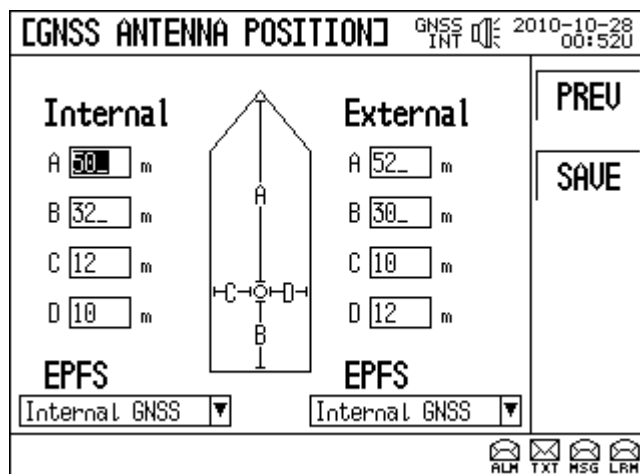 [GNSS ANTENNA POSITION]
GNSS INT
2010-10-28
00:52U
PREV
SAVE
Internal
A 50_ m
B 32_ m
C 12 m
D 10 m
EPFS
Internal GNSS
A
C D
B
External
A 52_ m
B 30_ m
C 10 m
D 12 m
EPFS
Internal GNSS
ALM TXT MSG LRM